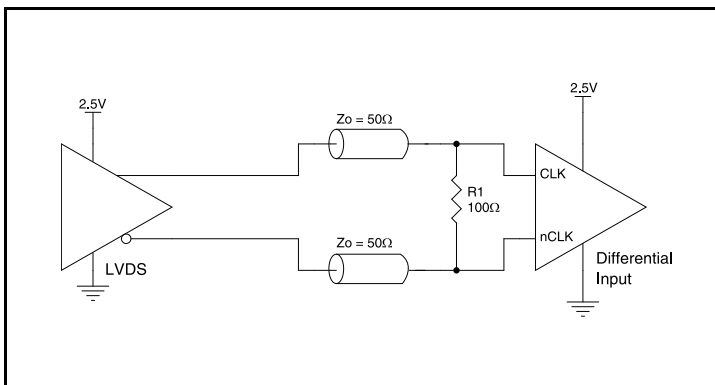 2.5V
2.5V
Zo = 50Ω
CLK
R1
100Ω
nCLK
Zo = 50Ω
LVDS
Differential
Input